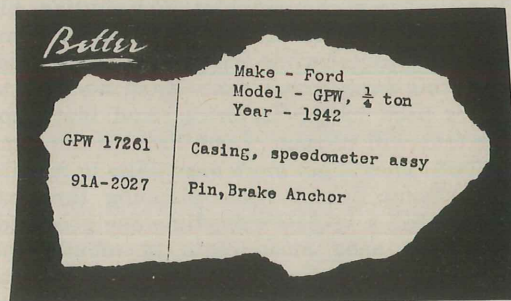 Better
Make - Ford
Model - GPW, ¼ ton
Year - 1942
GPW 17261 Casing, speedometer assy
91A-2027 Pin, Brake Anchor